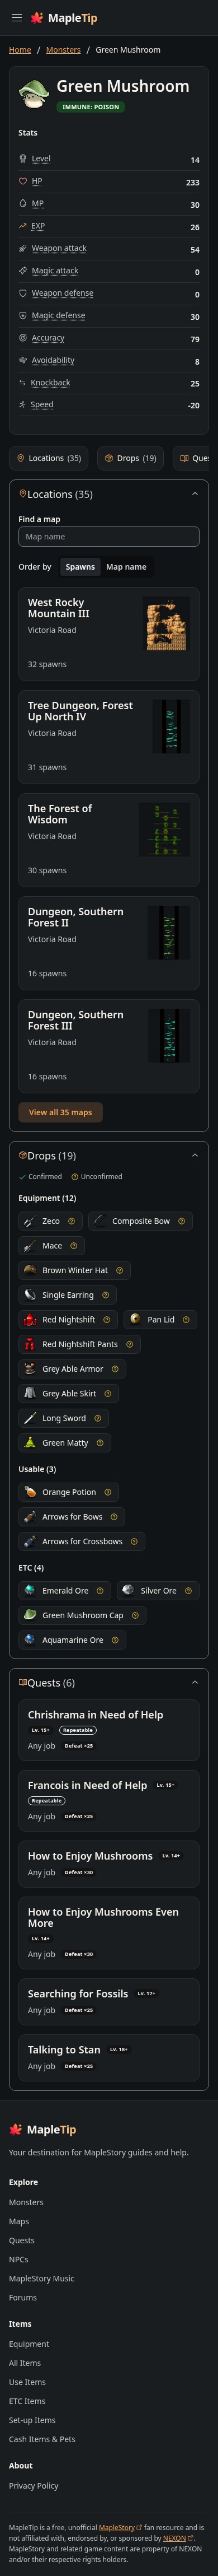 MapleTip
Home / Monsters / Green Mushroom
Green Mushroom
IMMUNE: POISON
Stats
Level 14
HP 233
MP 30
EXP 26
Weapon attack 54
Magic attack 0
Weapon defense 0
Magic defense 30
Accuracy 79
Avoidability 8
Knockback 25
Speed -20
Locations (35) Drops (19) Ques
Locations (35)
Find a map
Map name
Order by Spawns Map name
West Rocky
Mountain III
Victoria Road
32 spawns
Tree Dungeon, Forest
Up North IV
Victoria Road
31 spawns
The Forest of
Wisdom
Victoria Road
30 spawns
Dungeon, Southern
Forest II
Victoria Road
16 spawns
Dungeon, Southern
Forest III
Victoria Road
16 spawns
View all 35 maps
Drops (19)
Confirmed Unconfirmed
Equipment (12)
Zeco Composite Bow
Mace
Brown Winter Hat
Single Earring
Red Nightshift Pan Lid
Red Nightshift Pants
Grey Able Armor
Grey Able Skirt
Long Sword
Green Matty
Usable (3)
Orange Potion
Arrows for Bows
Arrows for Crossbows
ETC (4)
Emerald Ore Silver Ore
Green Mushroom Cap
Aquamarine Ore
Quests (6)
Chrishrama in Need of Help
Lv. 15+ Repeatable
Any job Defeat ×25
Francois in Need of Help Lv. 15+
Repeatable
Any job Defeat ×25
How to Enjoy Mushrooms Lv. 14+
Any job Defeat ×30
How to Enjoy Mushrooms Even
More
Lv. 14+
Any job Defeat ×30
Searching for Fossils Lv. 17+
Any job Defeat ×25
Talking to Stan Lv. 18+
Any job Defeat ×25
MapleTip
Your destination for MapleStory guides and help.
Explore
Monsters
Maps
Quests
NPCs
MapleStory Music
Forums
Items
Equipment
All Items
Use Items
ETC Items
Set-up Items
Cash Items & Pets
About
Privacy Policy
MapleTip is a free, unofficial MapleStory fan resource and is
not affiliated with, endorsed by, or sponsored by NEXON.
MapleStory and related game content are property of NEXON
and/or their respective rights holders.